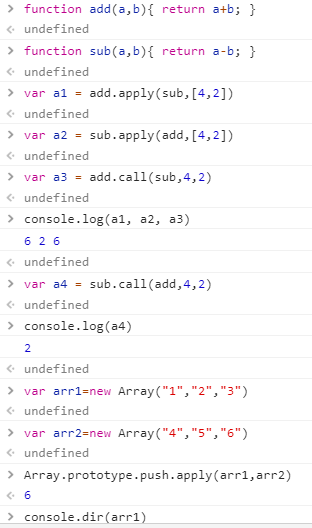 > function add(a,b){ return a+b; }
< undefined
> function sub(a,b){ return a-b; }
< undefined
> var a1 = add.apply(sub,[4,2])
< undefined
> var a2 = sub.apply(add,[4,2])
< undefined
> var a3 = add.call(sub,4,2)
< undefined
> console.log(a1, a2, a3)
6 2 6
< undefined
> var a4 = sub.call(add,4,2)
< undefined
> console.log(a4)
2
< undefined
> var arr1=new Array("1","2","3")
< undefined
> var arr2=new Array("4","5","6")
< undefined
> Array.prototype.push.apply(arr1,arr2)
< 6
> console.dir(arr1)